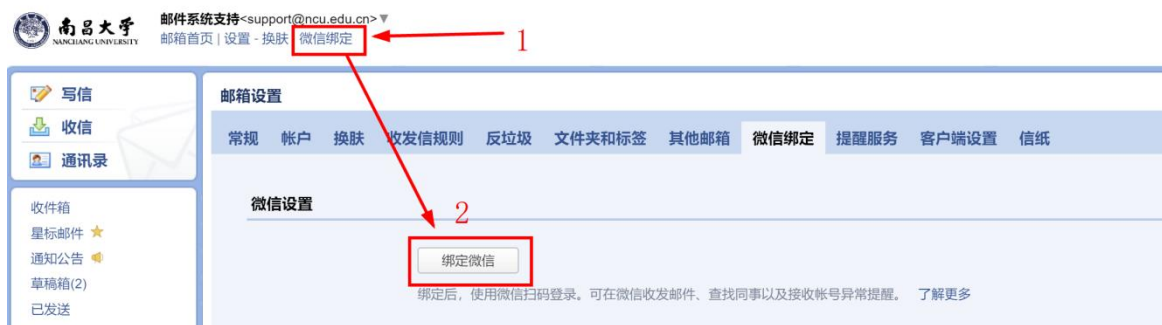 南昌大学
NANCHANG UNIVERSITY
邮件系统支持<support@ncu.edu.cn>▼
邮箱首页 | 设置 - 换肤 微信绑定
1
写信
收信
通讯录
收件箱
星标邮件
通知公告
草稿箱(2)
已发送
邮箱设置
常规 帐户 换肤 收发信规则 反垃圾 文件夹和标签 其他邮箱 微信绑定 提醒服务 客户端设置 信纸
微信设置
2
绑定微信
绑定后，使用微信扫码登录。可在微信收发邮件、查找同事以及接收帐号异常提醒。 了解更多